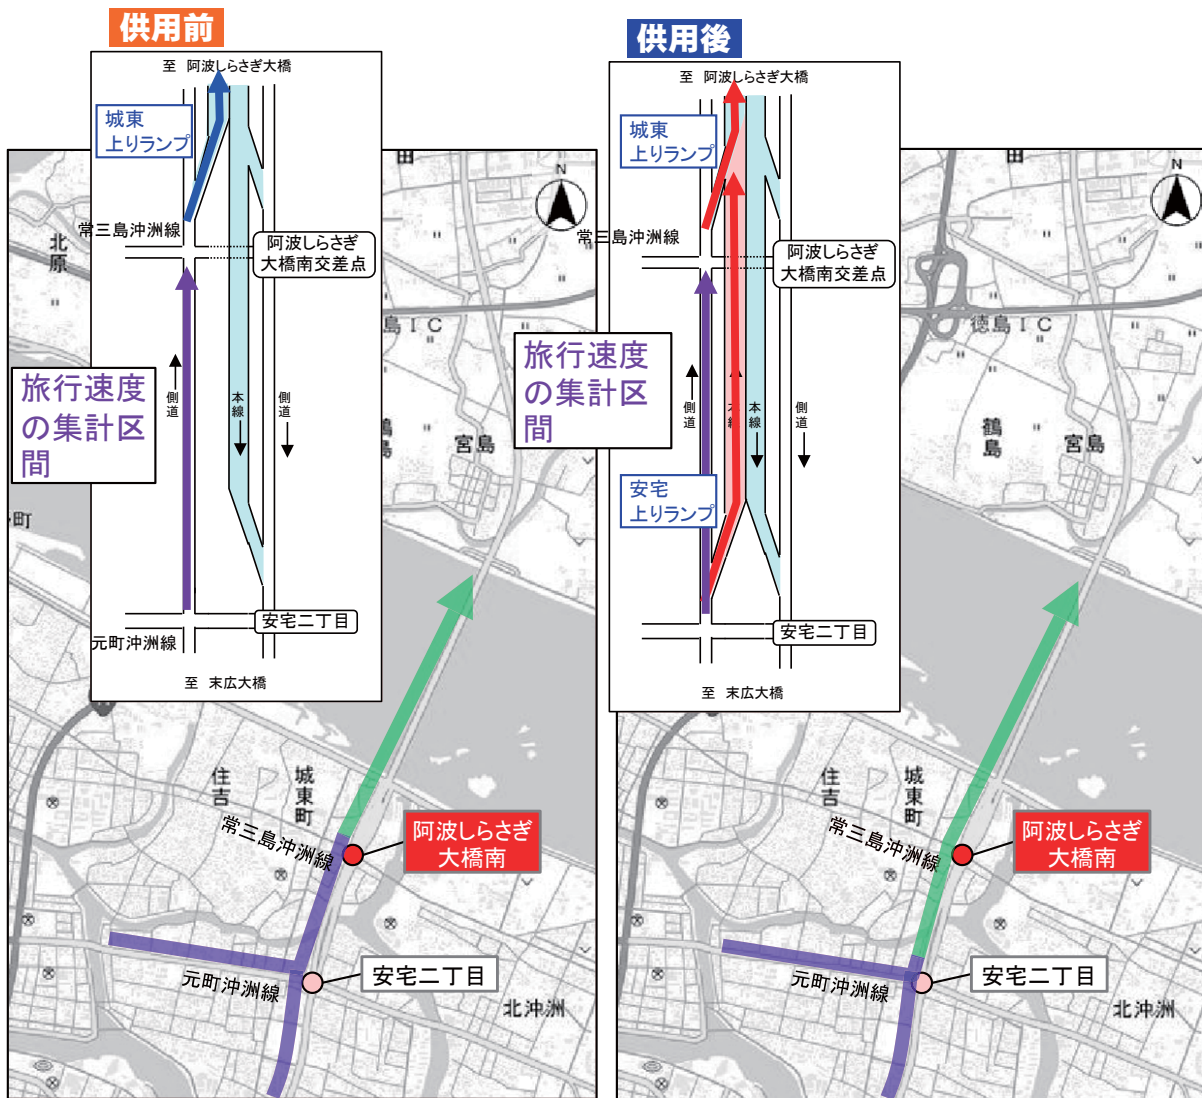 供用前
至 阿波しらさぎ大橋
城東
上りランプ
常三島沖洲線
阿波しらさぎ
大橋南交差点
旅行速度
の集計区
間
側道
本線
側道
安宅二丁目
元町沖洲線
至 末広大橋
田
N
北原
島IC
鶴島
宮島
町
住吉
城東町
常三島沖洲線
阿波しらさぎ
大橋南
元町沖洲線
安宅二丁目
北沖洲
供用後
至 阿波しらさぎ大橋
城東
上りランプ
常三島沖洲線
阿波しらさぎ
大橋南交差点
旅行速度
の集計区
間
側道
本線
本線
側道
安宅
上りランプ
安宅二丁目
至 末広大橋
田
N
徳島IC
鶴島
宮島
住吉
城東町
常三島沖洲線
阿波しらさぎ
大橋南
元町沖洲線
安宅二丁目
北沖洲